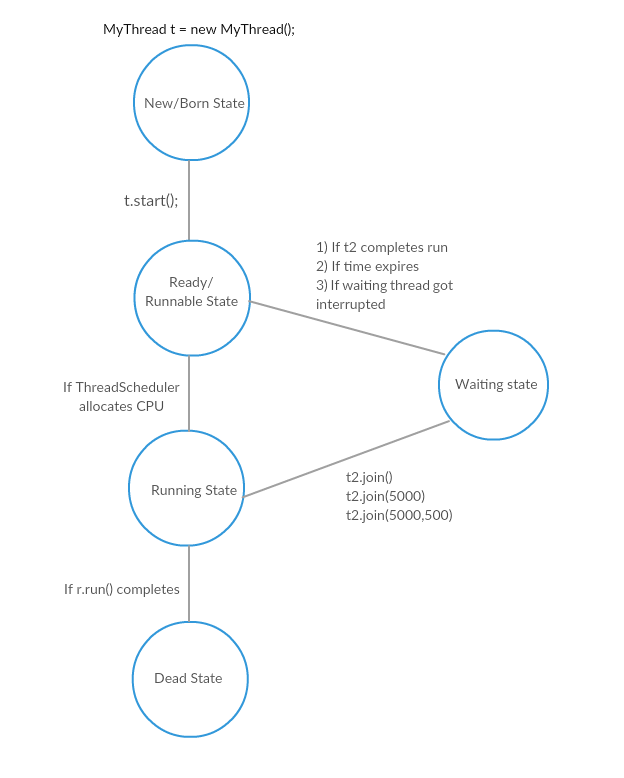 MyThread t = new MyThread();
New/Born State
t.start();
Ready/
Runnable State
1) If t2 completes run
2) If time expires
3) If waiting thread got
interrupted
Waiting state
If ThreadScheduler
allocates CPU
Running State
t2.join()
t2.join(5000)
t2.join(5000,500)
If r.run() completes
Dead State